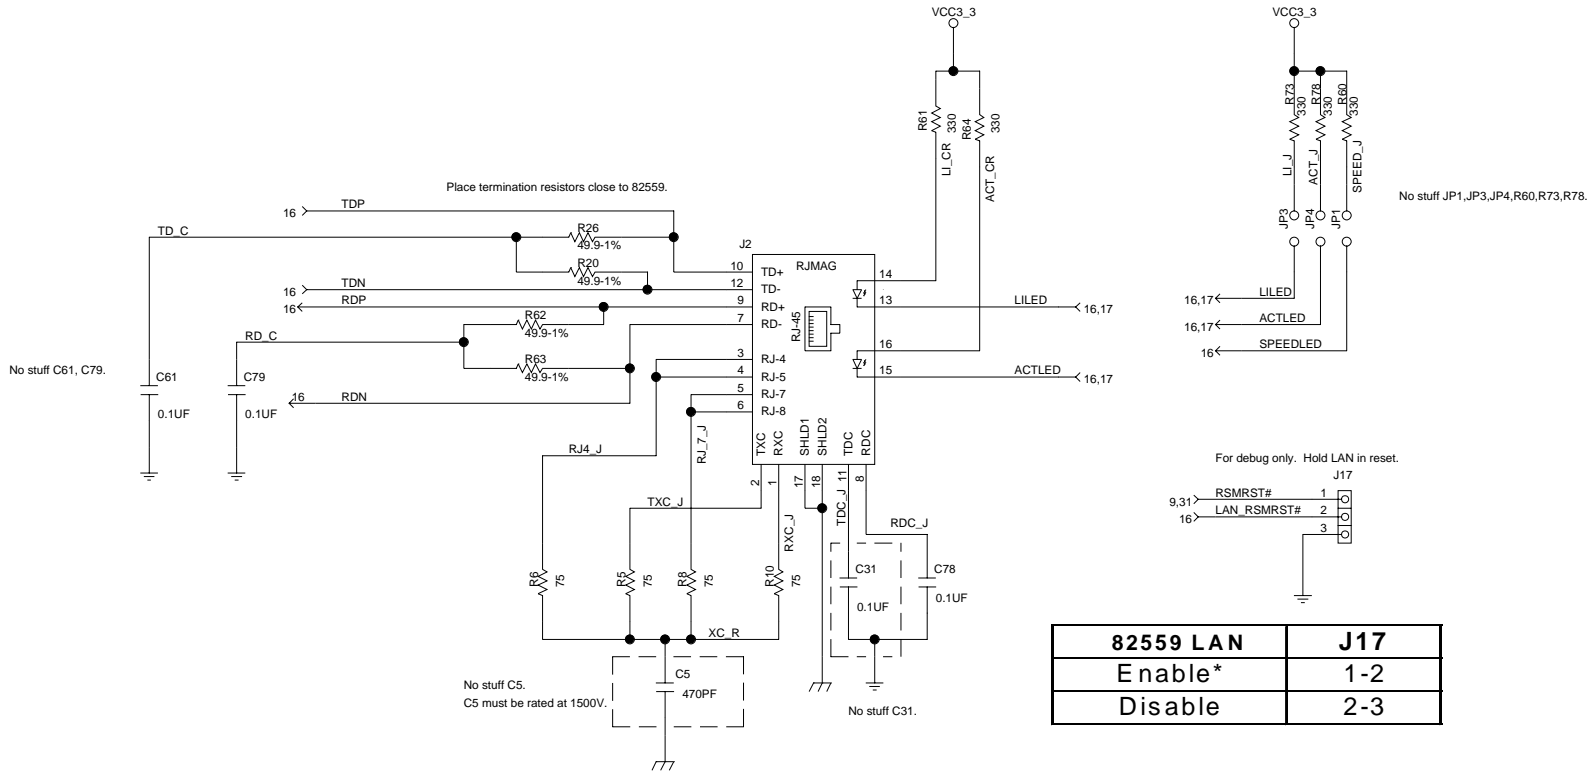 VCC3_3
VCC3_3
R61
330
R64
330
LI_CR
ACT_CR
R73
330
R78
330
R60
330
LI_J
ACT_J
SPEED_J
JP3
JP4
JP1
No stuff JP1,JP3,JP4,R60,R73,R78.
Place termination resistors close to 82559.
16
TDP
TD_C
R26
49.9-1%
R20
49.9-1%
16
TDN
16
RDP
R62
49.9-1%
RD_C
R63
49.9-1%
16
RDN
No stuff C61, C79.
C61
0.1UF
C79
0.1UF
J2
RJMAG
RJ-45
10 TD+
12 TD-
9 RD+
7 RD-
3 RJ-4
4 RJ-5
5 RJ-7
6 RJ-8
14
13
16
15
LILED
16,17
ACTLED
16,17
16,17
LILED
16,17
ACTLED
16
SPEEDLED
TXC
RXC
SHLD1
SHLD2
TDC
RDC
2
1
17
18
11
8
RJ4_J
RJ_7_J
TXC_J
RXC_J
TDC_J
RDC_J
R6
75
R5
75
R8
75
R10
75
C31
0.1UF
C78
0.1UF
XC_R
No stuff C5.
C5 must be rated at 1500V.
C5
470PF
No stuff C31.
For debug only. Hold LAN in reset.
J17
9,31
RSMRST#
1
16
LAN_RSMRST#
2
3
82559 LAN J17
Enable* 1-2
Disable 2-3